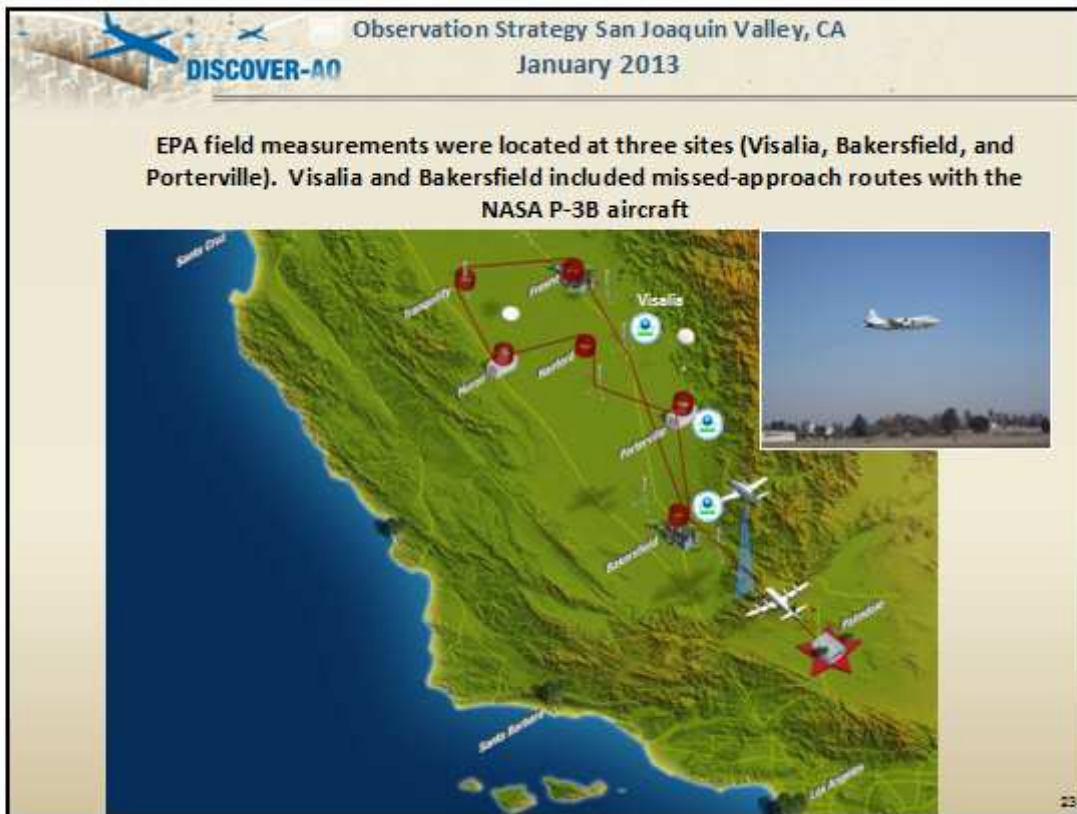 Observation Strategy San Joaquin Valley, CA
January 2013
DISCOVER-AQ
EPA field measurements were located at three sites (Visalia, Bakersfield, and
Porterville). Visalia and Bakersfield included missed-approach routes with the
NASA P-3B aircraft
Santa Cruz
Tranquility
Fresno
Visalia
Huron
Hanford
Porterville
Bakersfield
Palmdale
Santa Barbara
Los Angeles
23